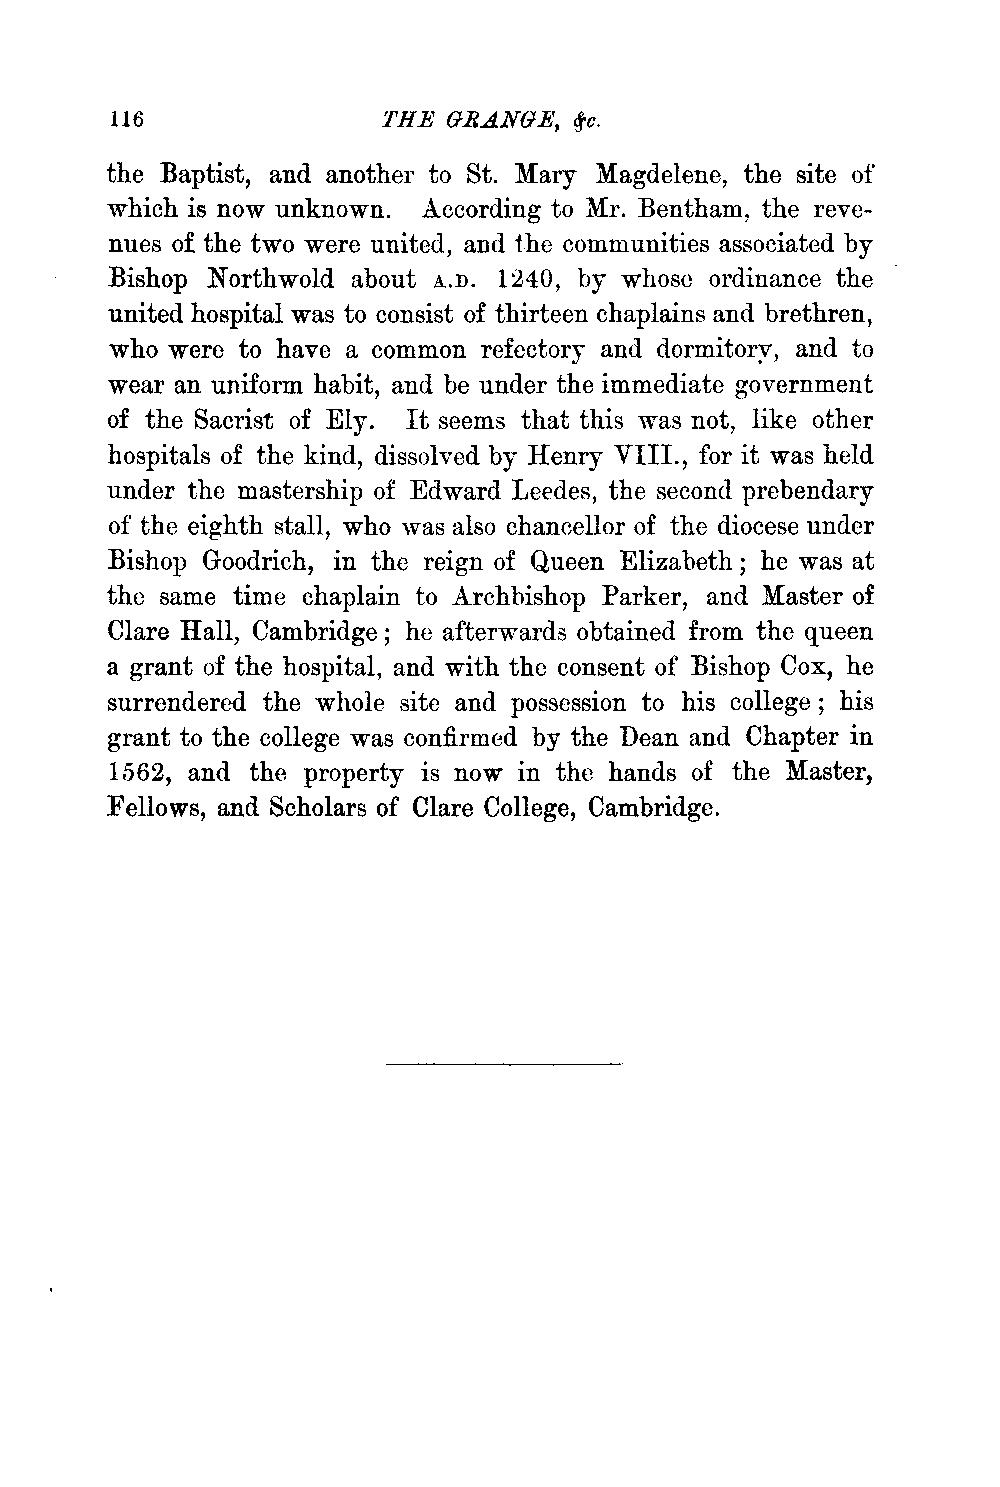 116 THE GRANGE, &c.
the Baptist, and another to St. Mary Magdelene, the site of
which is now unknown. According to Mr. Bentham, the reve-
nues of the two were united, and the communities associated by
Bishop Northwold about A.D. 1240, by whose ordinance the
united hospital was to consist of thirteen chaplains and brethren,
who were to have a common refectory and dormitory, and to
wear an uniform habit, and be under the immediate government
of the Sacrist of Ely. It seems that this was not, like other
hospitals of the kind, dissolved by Henry VIII., for it was held
under the mastership of Edward Leedes, the second prebendary
of the eighth stall, who was also chancellor of the diocese under
Bishop Goodrich, in the reign of Queen Elizabeth; he was at
the same time chaplain to Archbishop Parker, and Master of
Clare Hall, Cambridge; he afterwards obtained from the queen
a grant of the hospital, and with the consent of Bishop Cox, he
surrendered the whole site and possession to his college; his
grant to the college was confirmed by the Dean and Chapter in
1562, and the property is now in the hands of the Master,
Fellows, and Scholars of Clare College, Cambridge.